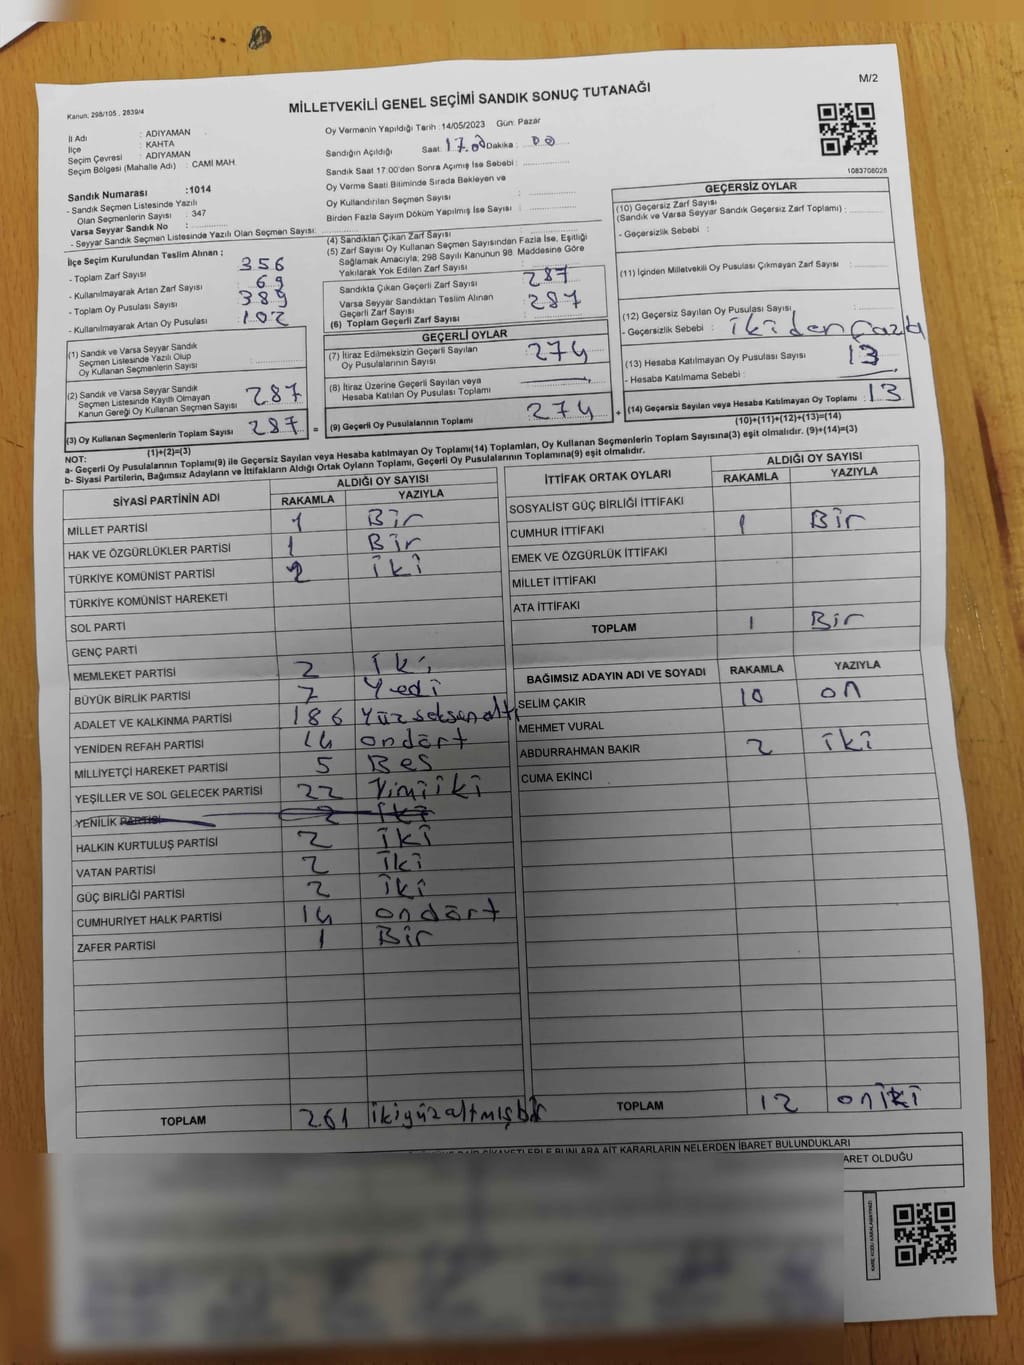 M/2
Kanun: 298/105 , 2839/4
MİLLETVEKİLİ GENEL SEÇİMİ SANDIK SONUÇ TUTANAĞI
İl Adı : ADIYAMAN
İlçe : KAHTA
Seçim Çevresi : ADIYAMAN
Seçim Bölgesi (Mahalle Adı) : CAMİ MAH.
Sandık Numarası :1014
- Sandık Seçmen Listesinde Yazılı
Olan Seçmenlerin Sayısı : 347
Varsa Seyyar Sandık No :
- Seyyar Sandık Seçmen Listesinde Yazılı Olan Seçmen Sayısı:
Oy Vermenin Yapıldığı Tarih :14/05/2023 Gün: Pazar
Sandığın Açıldığı Saat: 17.00 Dakika : 00
Sandık Saat 17:00'den Sonra Açımış İse Sebebi :
Oy Verme Saati Bitiminde Sırada Bekleyen ve
Oy Kullandırılan Seçmen Sayısı :
Birden Fazla Sayım Döküm Yapılmış İse Sayısı :
1083708028
İlçe Seçim Kurulundan Teslim Alınan ;
- Toplam Zarf Sayısı : 356
- Kullanılmayarak Artan Zarf Sayısı : 69
- Toplam Oy Pusulası Sayısı : 389
- Kullanılmayarak Artan Oy Pusulası : 102
(1) Sandık ve Varsa Seyyar Sandık
Seçmen Listesinde Yazılı Olup
Oy Kullanan Seçmenlerin Sayısı
(2) Sandık ve Varsa Seyyar Sandık
Seçmen Listesinde Kayıtlı Olmayan
Kanun Gereği Oy Kullanan Seçmen Sayısı 287
(3) Oy Kullanan Seçmenlerin Toplam Sayısı 287 =
(1)+(2)=(3)
(4) Sandıktan Çıkan Zarf Sayısı :
(5) Zarf Sayısı Oy Kullanan Seçmen Sayısından Fazla İse, Eşitliği
Sağlamak Amacıyla, 298 Sayılı Kanunun 98. Maddesine Göre
Yakılarak Yok Edilen Zarf Sayısı :
Sandıkla Çıkan Geçerli Zarf Sayısı : 287
Varsa Seyyar Sandıktan Teslim Alınan
Geçerli Zarf Sayısı : 287
(6) Toplam Geçerli Zarf Sayısı :
GEÇERLİ OYLAR
(7) İtiraz Edilmeksizin Geçerli Sayılan
Oy Pusulalarının Sayısı : 274
(8) İtiraz Üzerine Geçerli Sayılan veya
Hesaba Katılan Oy Pusulası Toplamı :
(9) Geçerli Oy Pusulalarının Toplamı : 274 +
GEÇERSİZ OYLAR
(10) Geçersiz Zarf Sayısı
(Sandık ve Varsa Seyyar Sandık Geçersiz Zarf Toplamı) :
- Geçersizlik Sebebi :
(11) İçinden Milletvekili Oy Pusulası Çıkmayan Zarf Sayısı :
(12) Geçersiz Sayılan Oy Pusulası Sayısı :
- Geçersizlik Sebebi : ikiden fazla
(13) Hesaba Katılmayan Oy Pusulası Sayısı : 13
- Hesaba Katılmama Sebebi :
(14) Geçersiz Sayılan veya Hesaba Katılmayan Oy Toplamı : 13
(10)+(11)+(12)+(13)=(14)
NOT:
a- Geçerli Oy Pusulalarının Toplamı(9) ile Geçersiz Sayılan veya Hesaba katılmayan Oy Toplamı(14) Toplamları, Oy Kullanan Seçmenlerin Toplam Sayısına(3) eşit olmalıdır. (9)+(14)=(3)
b- Siyasi Partilerin, Bağımsız Adayların ve İttifakların Aldığı Ortak Oyların Toplamı, Geçerli Oy Pusulalarının Toplamına(9) eşit olmalıdır.
SİYASİ PARTİNİN ADI ALDIĞI OY SAYISI
RAKAMLA YAZIYLA
MİLLET PARTİSİ 1 Bir
HAK VE ÖZGÜRLÜKLER PARTİSİ 1 Bir
TÜRKİYE KOMÜNİST PARTİSİ 2 iki
TÜRKİYE KOMÜNİST HAREKETİ
SOL PARTİ
GENÇ PARTİ
MEMLEKET PARTİSİ 2 iki
BÜYÜK BİRLİK PARTİSİ 7 Yedi
ADALET VE KALKINMA PARTİSİ 186 Yüzseksenaltı
YENİDEN REFAH PARTİSİ 14 ondört
MİLLİYETÇİ HAREKET PARTİSİ 5 Bes
YEŞİLLER VE SOL GELECEK PARTİSİ 22 Yimiiki
YENİLİK PARTİSİ 2 iki
HALKIN KURTULUŞ PARTİSİ 2 iki
VATAN PARTİSİ 2 iki
GÜÇ BİRLİĞİ PARTİSİ 2 iki
CUMHURİYET HALK PARTİSİ 14 ondört
ZAFER PARTİSİ 1 Bir
TOPLAM 261 ikiyüzaltmışbir
İTTİFAK ORTAK OYLARI ALDIĞI OY SAYISI
RAKAMLA YAZIYLA
SOSYALİST GÜÇ BİRLİĞİ İTTİFAKI
CUMHUR İTTİFAKI 1 Bir
EMEK VE ÖZGÜRLÜK İTTİFAKI
MİLLET İTTİFAKI
ATA İTTİFAKI
TOPLAM 1 Bir
BAĞIMSIZ ADAYIN ADI VE SOYADI RAKAMLA YAZIYLA
SELİM ÇAKIR 10 on
MEHMET VURAL
ABDURRAHMAN BAKIR 2 iki
CUMA EKİNCİ
TOPLAM 12 oniki
BUNLARA AİT KARARLARIN NELERDEN İBARET BULUNDUKLARI
ARET OLDUĞU